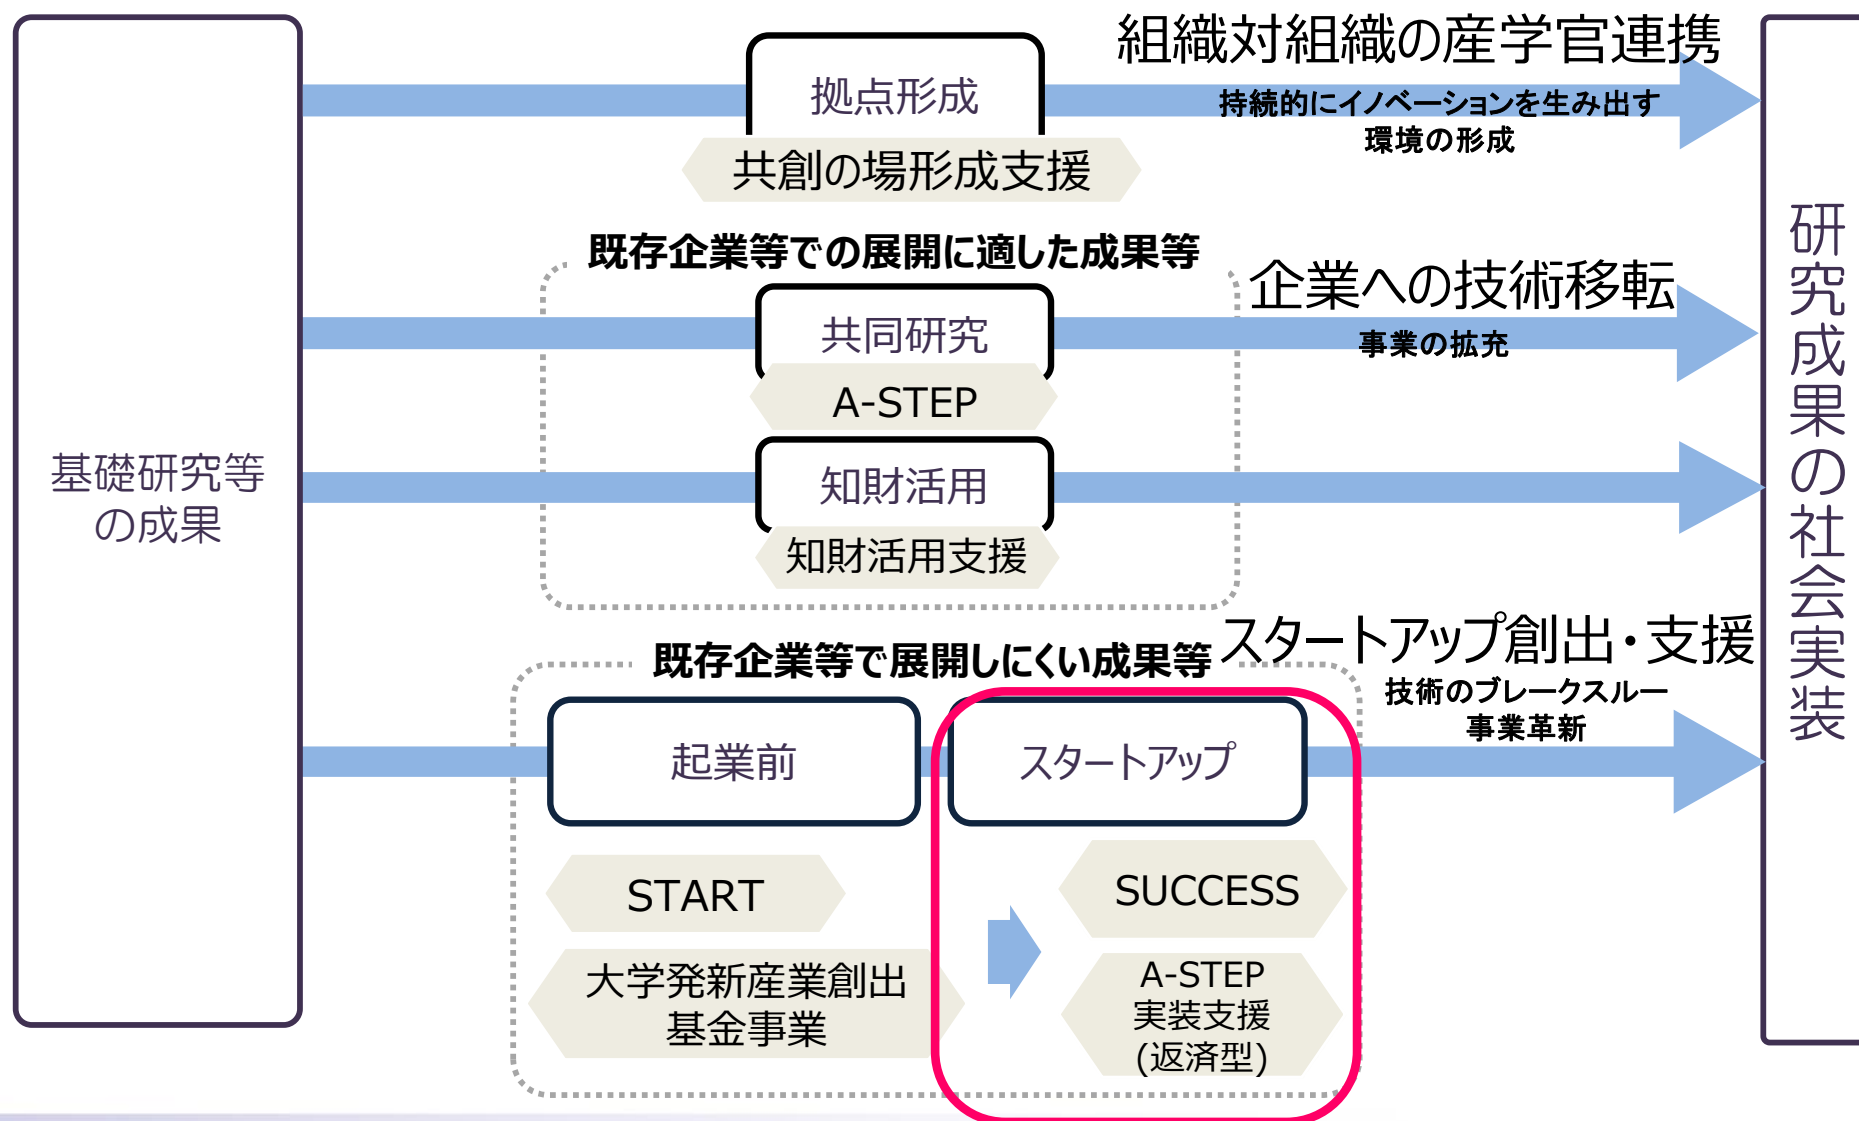 基礎研究等
の成果
拠点形成
共創の場形成支援
組織対組織の産学官連携
持続的にイノベーションを生み出す
環境の形成
既存企業等での展開に適した成果等
共同研究
A-STEP
企業への技術移転
事業の拡充
知財活用
知財活用支援
既存企業等で展開しにくい成果等
スタートアップ創出・支援
技術のブレークスルー
事業革新
起業前
スタートアップ
START
大学発新産業創出
基金事業
SUCCESS
A-STEP
実装支援
(返済型)
研究成果の社会実装